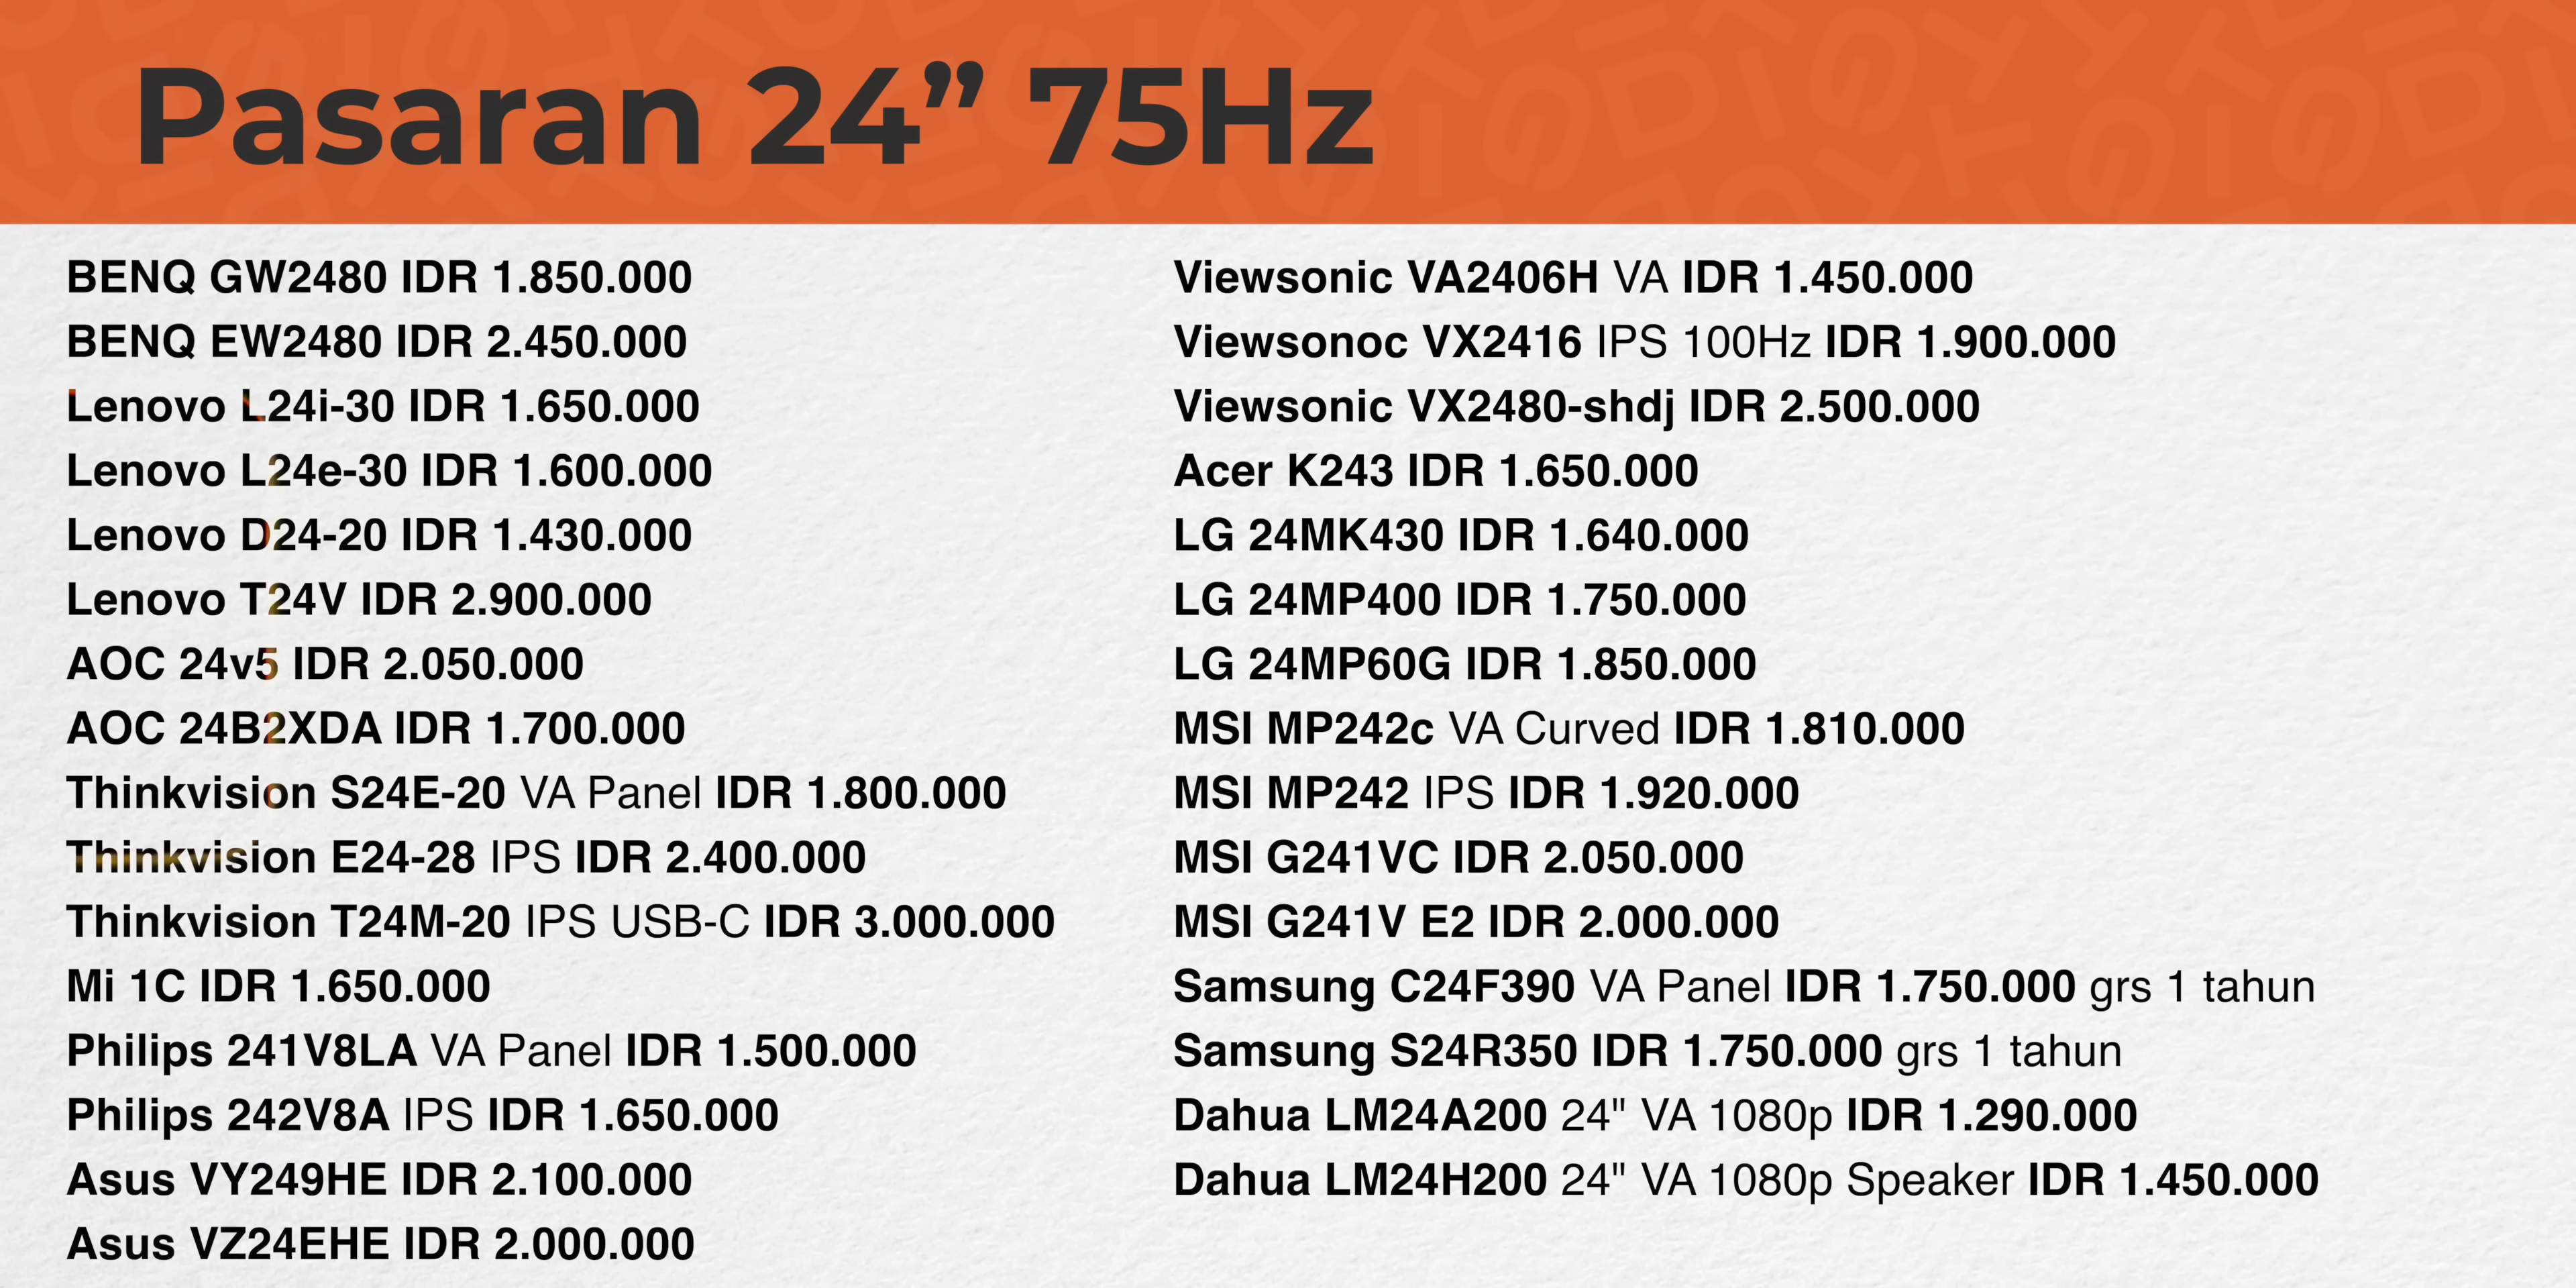 Pasaran 24” 75Hz
BENQ GW2480 IDR 1.850.000
BENQ EW2480 IDR 2.450.000
Lenovo L24i-30 IDR 1.650.000
Lenovo L24e-30 IDR 1.600.000
Lenovo D24-20 IDR 1.430.000
Lenovo T24V IDR 2.900.000
AOC 24v5 IDR 2.050.000
AOC 24B2XDA IDR 1.700.000
Thinkvision S24E-20 VA Panel IDR 1.800.000
Thinkvision E24-28 IPS IDR 2.400.000
Thinkvision T24M-20 IPS USB-C IDR 3.000.000
Mi 1C IDR 1.650.000
Philips 241V8LA VA Panel IDR 1.500.000
Philips 242V8A IPS IDR 1.650.000
Asus VY249HE IDR 2.100.000
Asus VZ24EHE IDR 2.000.000
Viewsonic VA2406H VA IDR 1.450.000
Viewsonoc VX2416 IPS 100Hz IDR 1.900.000
Viewsonic VX2480-shdj IDR 2.500.000
Acer K243 IDR 1.650.000
LG 24MK430 IDR 1.640.000
LG 24MP400 IDR 1.750.000
LG 24MP60G IDR 1.850.000
MSI MP242c VA Curved IDR 1.810.000
MSI MP242 IPS IDR 1.920.000
MSI G241VC IDR 2.050.000
MSI G241V E2 IDR 2.000.000
Samsung C24F390 VA Panel IDR 1.750.000 grs 1 tahun
Samsung S24R350 IDR 1.750.000 grs 1 tahun
Dahua LM24A200 24" VA 1080p IDR 1.290.000
Dahua LM24H200 24" VA 1080p Speaker IDR 1.450.000